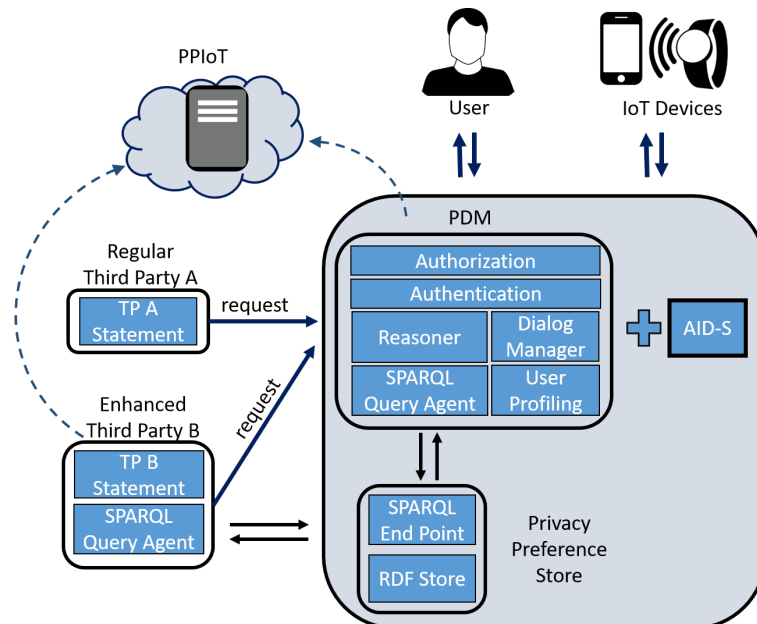 PPIoT
User
IoT Devices
PDM
Regular
Third Party A
TP A
Statement
request
Authorization
Authentication
Reasoner
Dialog
Manager
SPARQL
Query Agent
User
Profiling
AID-S
Enhanced
Third Party B
request
TP B
Statement
SPARQL
Query Agent
SPARQL
End Point
RDF Store
Privacy
Preference
Store